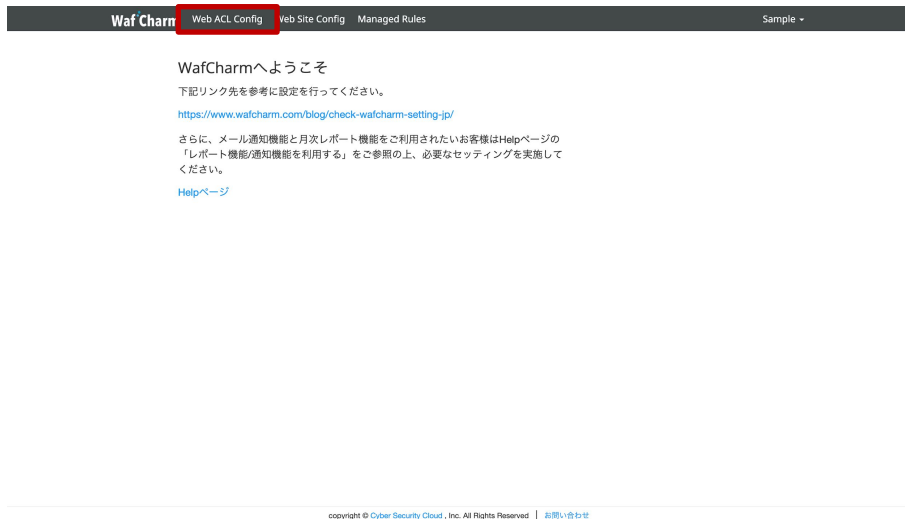 WafCharm Web ACL Config Web Site Config Managed Rules Sample
WafCharmへようこそ
下記リンク先を参考に設定を行ってください。
https://www.wafcharm.com/blog/check-wafcharm-setting-jp/
さらに、メール通知機能と月次レポート機能をご利用されたいお客様はHelpページの
「レポート機能/通知機能を利用する」をご参照の上、必要なセッティングを実施して
ください。
Helpページ
copyright © Cyber Security Cloud , Inc. All Rights Reserved | お問い合わせ